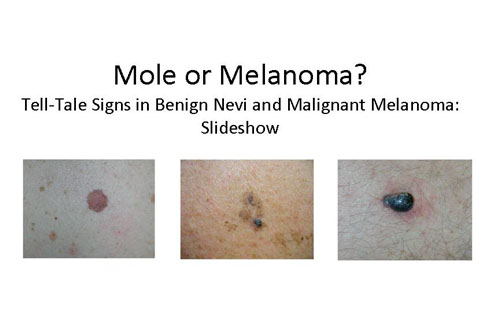 Mole or Melanoma?
Tell-Tale Signs in Benign Nevi and Malignant Melanoma:
Slideshow